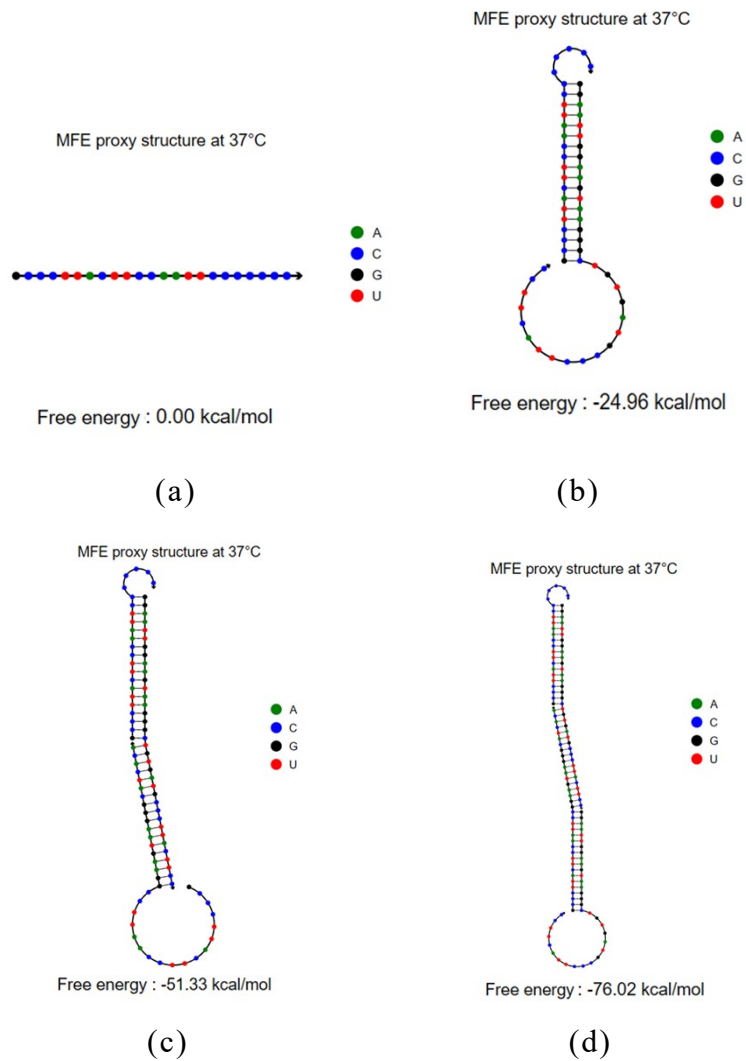 MFE proxy structure at 37°C
A
C
G
U
Free energy : 0.00 kcal/mol
(a)
MFE proxy structure at 37°C
A
C
G
U
Free energy : -24.96 kcal/mol
(b)
MFE proxy structure at 37°C
A
C
G
U
Free energy : -51.33 kcal/mol
(c)
MFE proxy structure at 37°C
A
C
G
U
Free energy : -76.02 kcal/mol
(d)